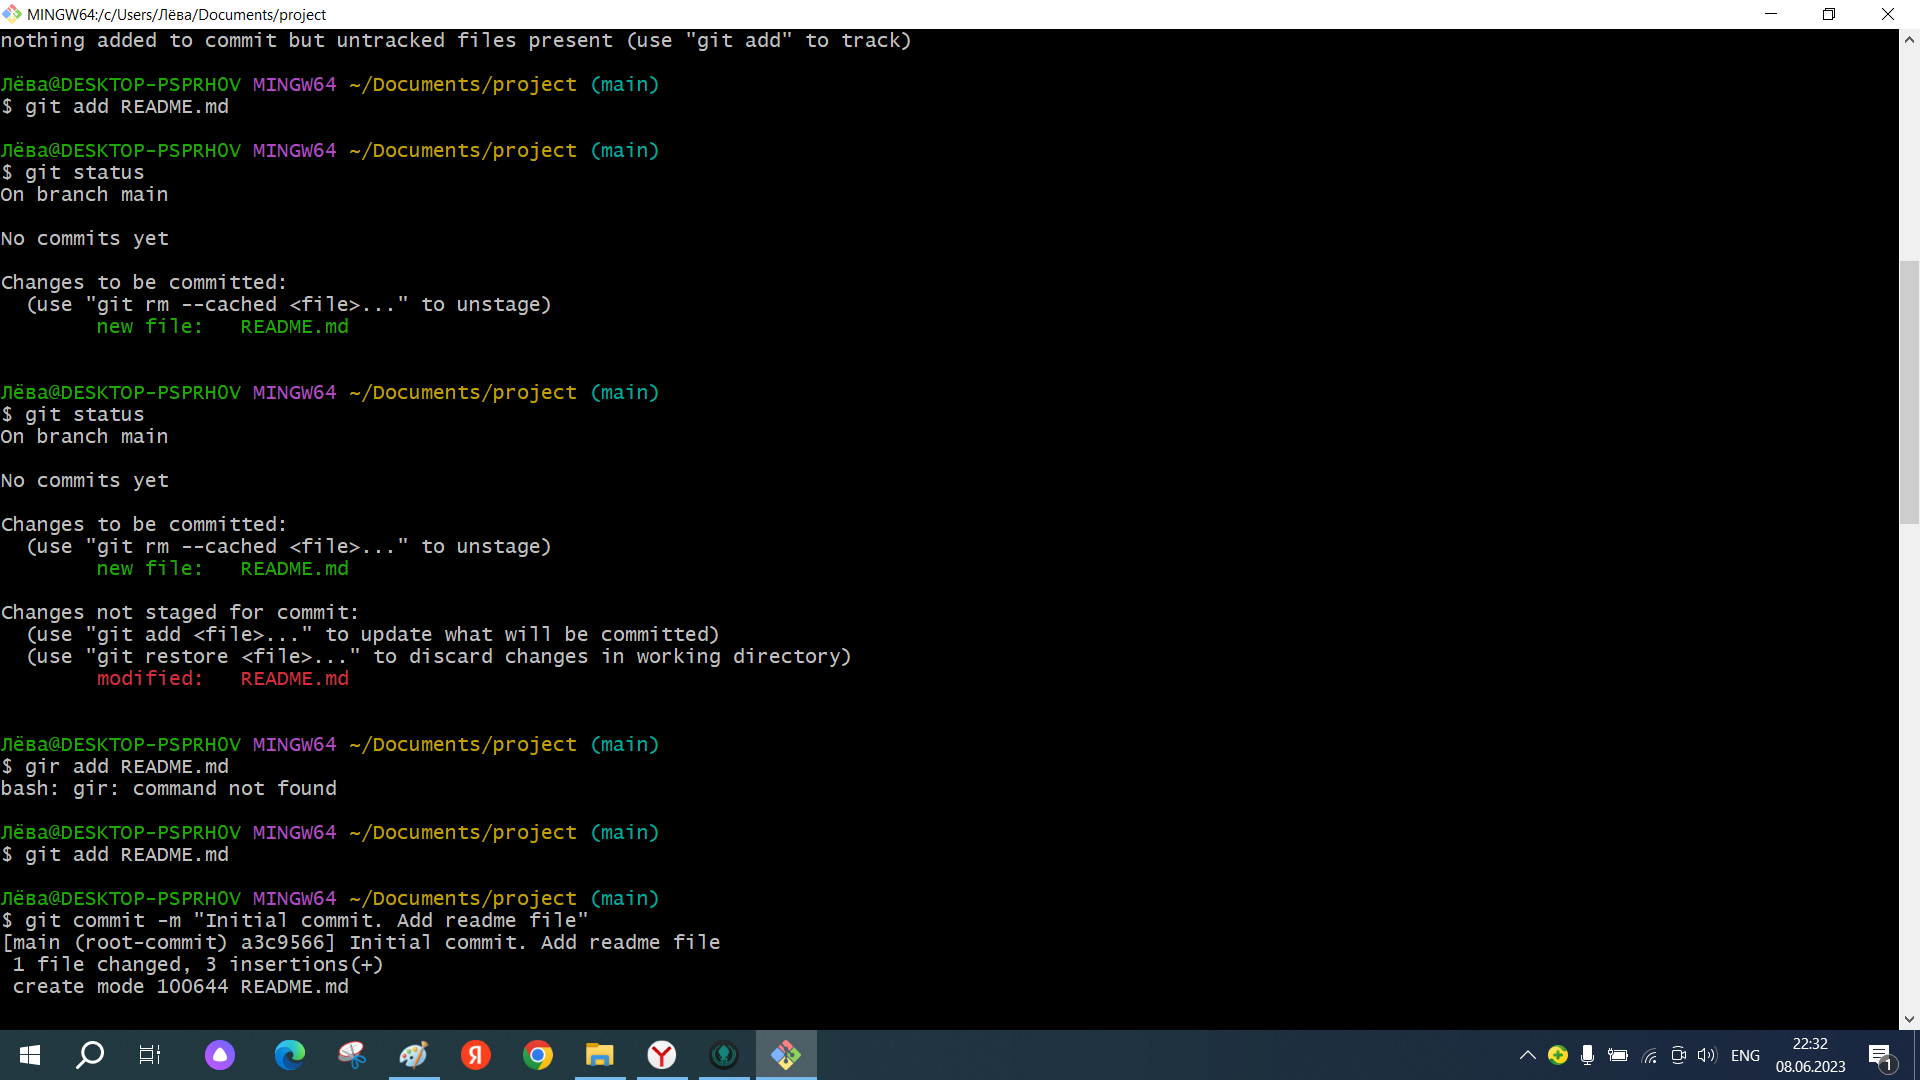 MINGW64:/c/Users/Лёва/Documents/project
nothing added to commit but untracked files present (use "git add" to track)
Лёва@DESKTOP-PSPRH0V MINGW64 ~/Documents/project (main)
$ git add README.md
Лёва@DESKTOP-PSPRH0V MINGW64 ~/Documents/project (main)
$ git status
On branch main
No commits yet
Changes to be committed:
  (use "git rm --cached <file>..." to unstage)
        new file:   README.md
Лёва@DESKTOP-PSPRH0V MINGW64 ~/Documents/project (main)
$ git status
On branch main
No commits yet
Changes to be committed:
  (use "git rm --cached <file>..." to unstage)
        new file:   README.md
Changes not staged for commit:
  (use "git add <file>..." to update what will be committed)
  (use "git restore <file>..." to discard changes in working directory)
        modified:   README.md
Лёва@DESKTOP-PSPRH0V MINGW64 ~/Documents/project (main)
$ gir add README.md
bash: gir: command not found
Лёва@DESKTOP-PSPRH0V MINGW64 ~/Documents/project (main)
$ git add README.md
Лёва@DESKTOP-PSPRH0V MINGW64 ~/Documents/project (main)
$ git commit -m "Initial commit. Add readme file"
[main (root-commit) a3c9566] Initial commit. Add readme file
 1 file changed, 3 insertions(+)
 create mode 100644 README.md
Я
ENG
22:32
08.06.2023
1